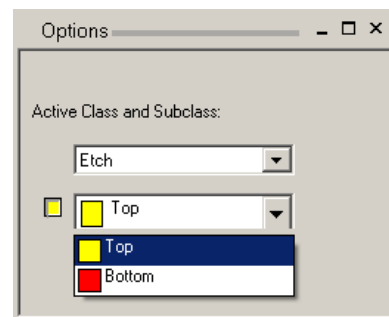 Options
Active Class and Subclass:
Etch
Top
Top
Bottom